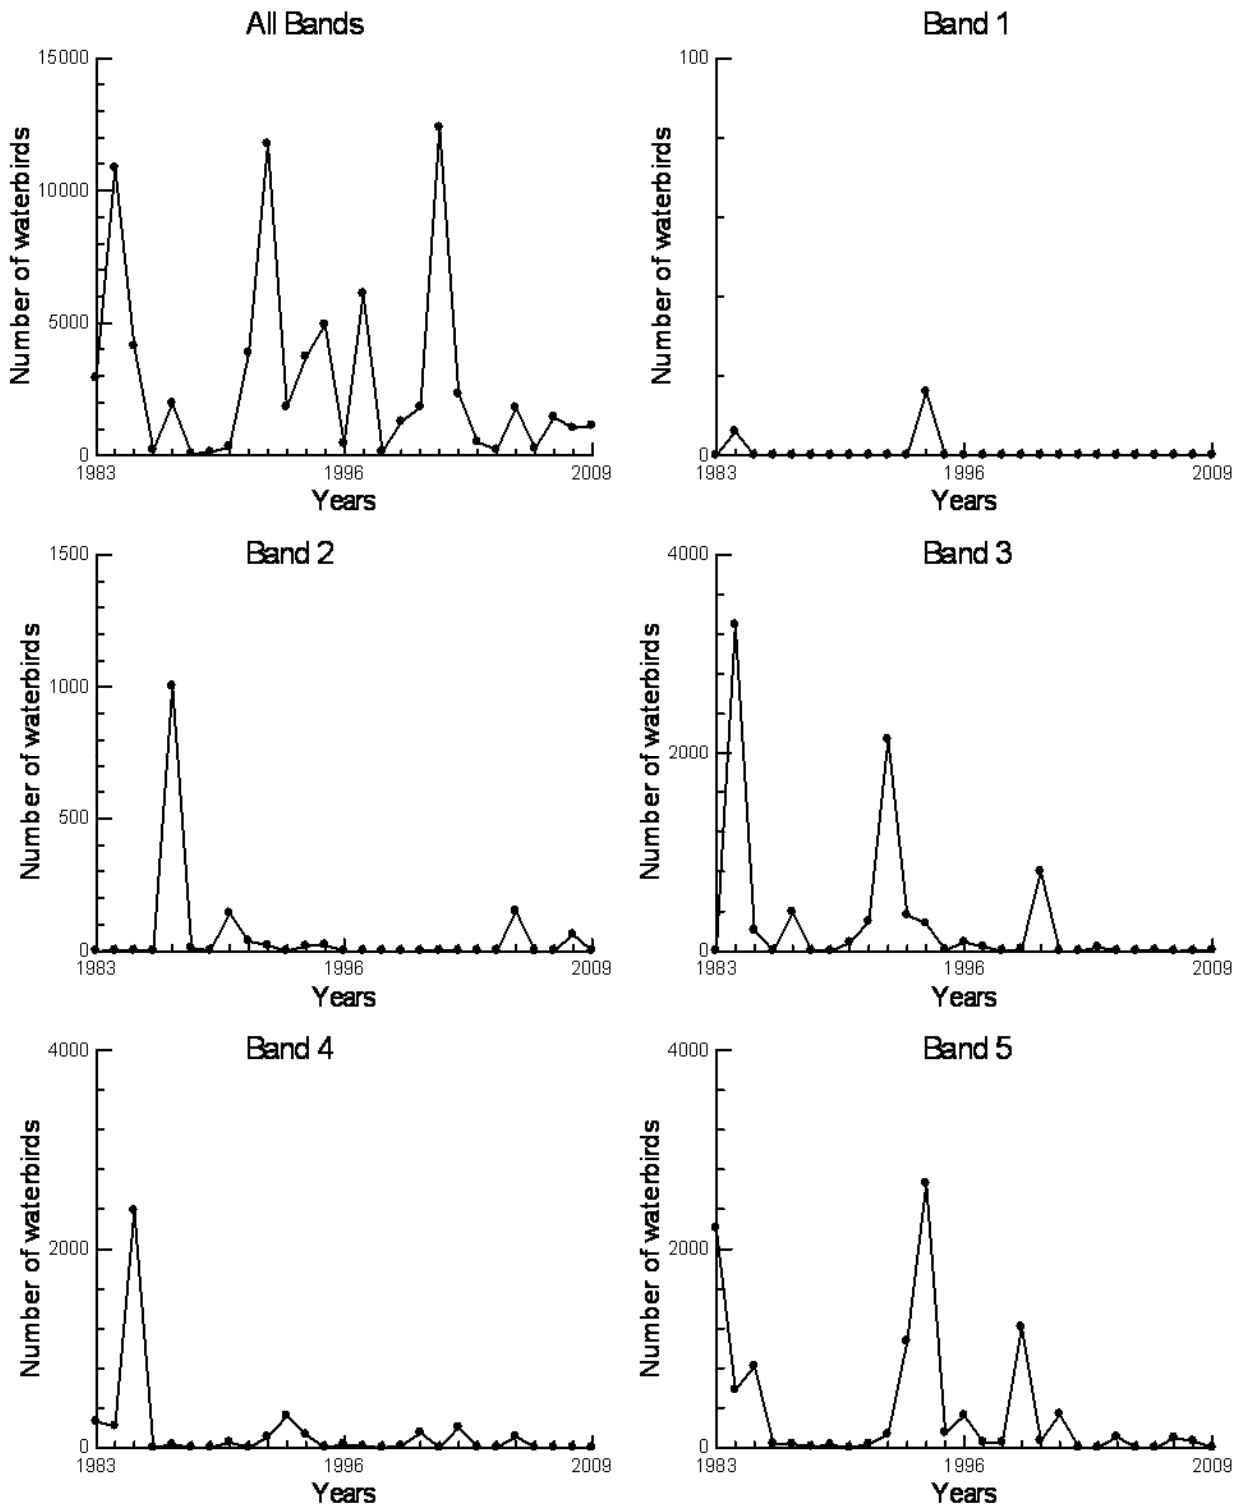 All Bands
15000
10000
5000
0
Number of waterbirds
1983
1996
2009
Years
Band 1
100
0
Number of waterbirds
1983
1996
2009
Years
Band 2
1500
1000
500
0
Number of waterbirds
1983
1996
2009
Years
Band 3
4000
2000
0
Number of waterbirds
1983
1996
2009
Years
Band 4
4000
2000
0
Number of waterbirds
1983
1996
2009
Years
Band 5
4000
2000
0
Number of waterbirds
1983
1996
2009
Years